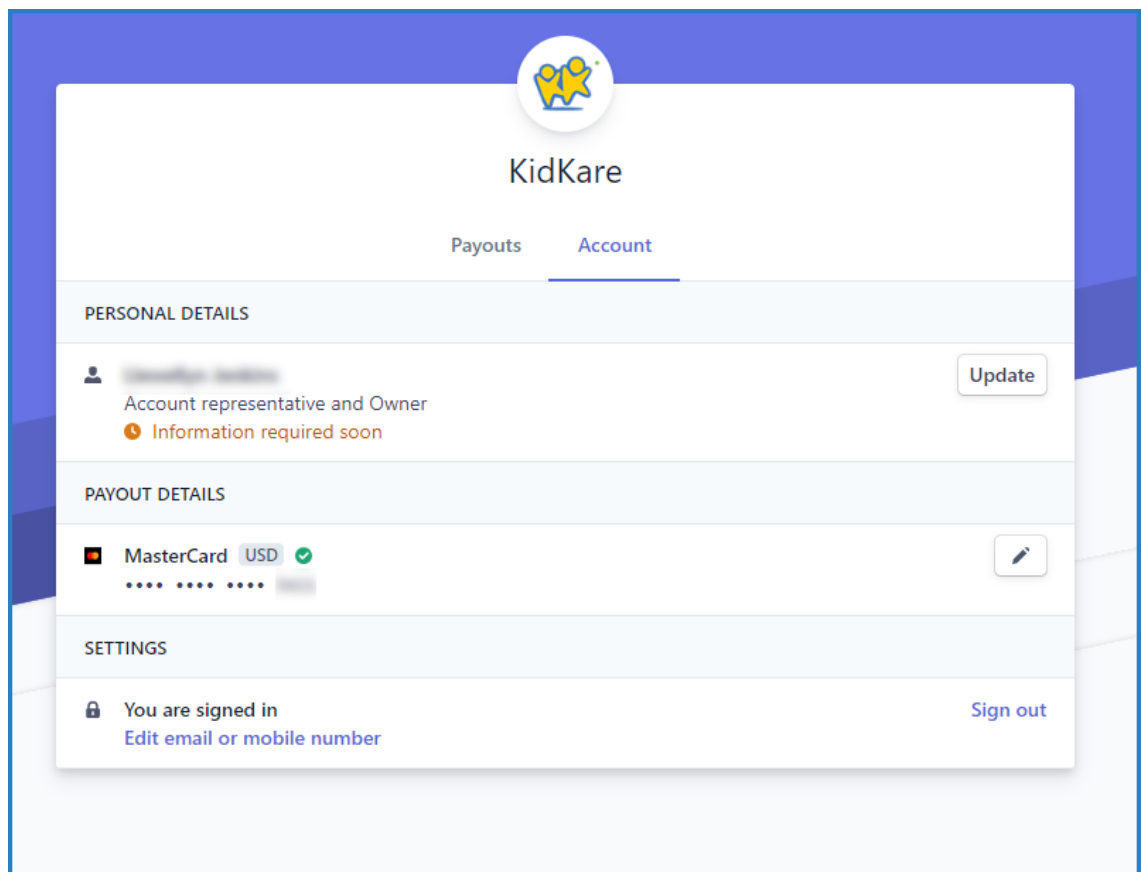 KidKare
Payouts Account
PERSONAL DETAILS
Update
Account representative and Owner
Information required soon
PAYOUT DETAILS
MasterCard USD
•••• •••• ••••
SETTINGS
You are signed in Sign out
Edit email or mobile number